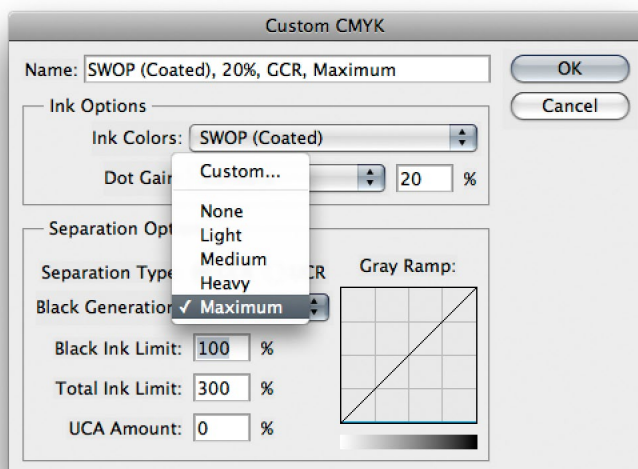 Custom CMYK
Name: SWOP (Coated), 20%, GCR, Maximum
OK
Cancel
Ink Options
Ink Colors: SWOP (Coated)
Dot Gain
20 %
Custom...
None
Light
Medium
Heavy
✓ Maximum
Separation
Separation Type
Black Generation
Gray Ramp:
Black Ink Limit: 100 %
Total Ink Limit: 300 %
UCA Amount: 0 %